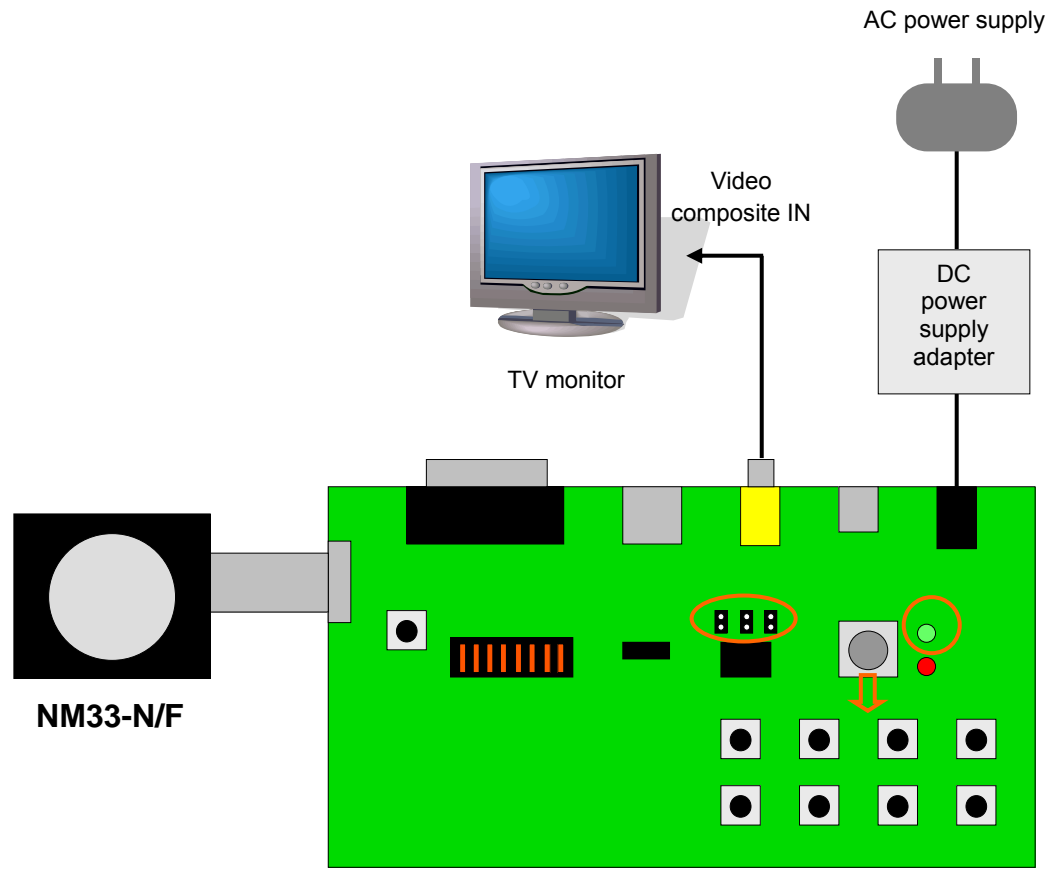 AC power supply
Video
composite IN
DC
power
supply
adapter
TV monitor
NM33-N/F